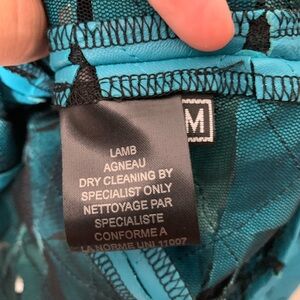 M
LAMB
AGNEAU
DRY CLEANING BY
SPECIALIST ONLY
NETTOYAGE PAR
SPECIALISTE
CONFORME A
LA NORME UNI 11007